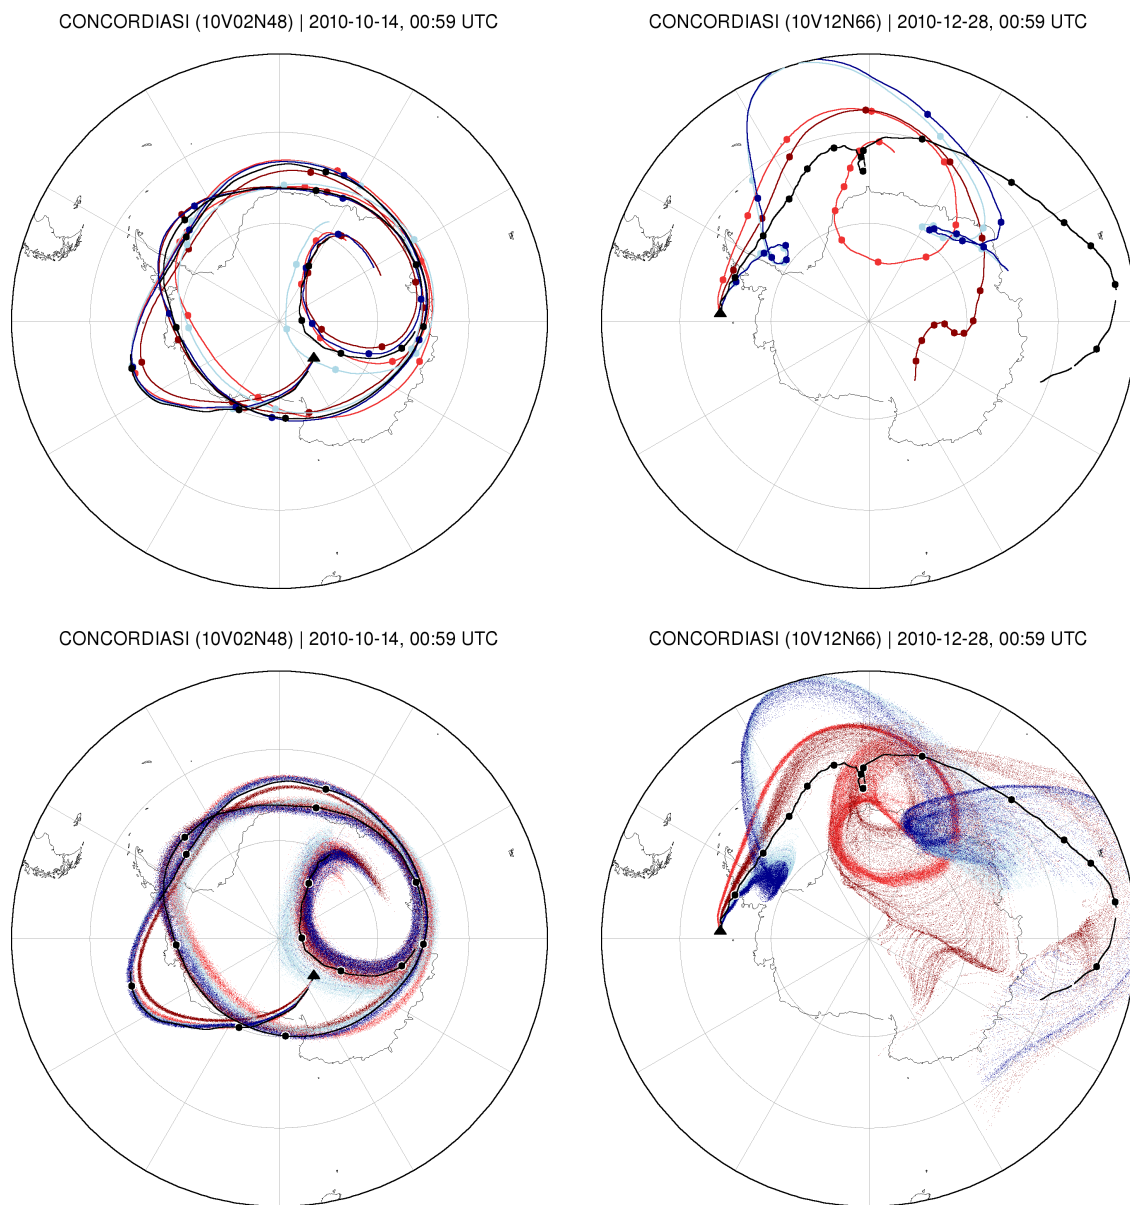 CONCORDIASI (10V02N48) | 2010-10-14, 00:59 UTC
CONCORDIASI (10V12N66) | 2010-12-28, 00:59 UTC
CONCORDIASI (10V02N48) | 2010-10-14, 00:59 UTC
CONCORDIASI (10V12N66) | 2010-12-28, 00:59 UTC